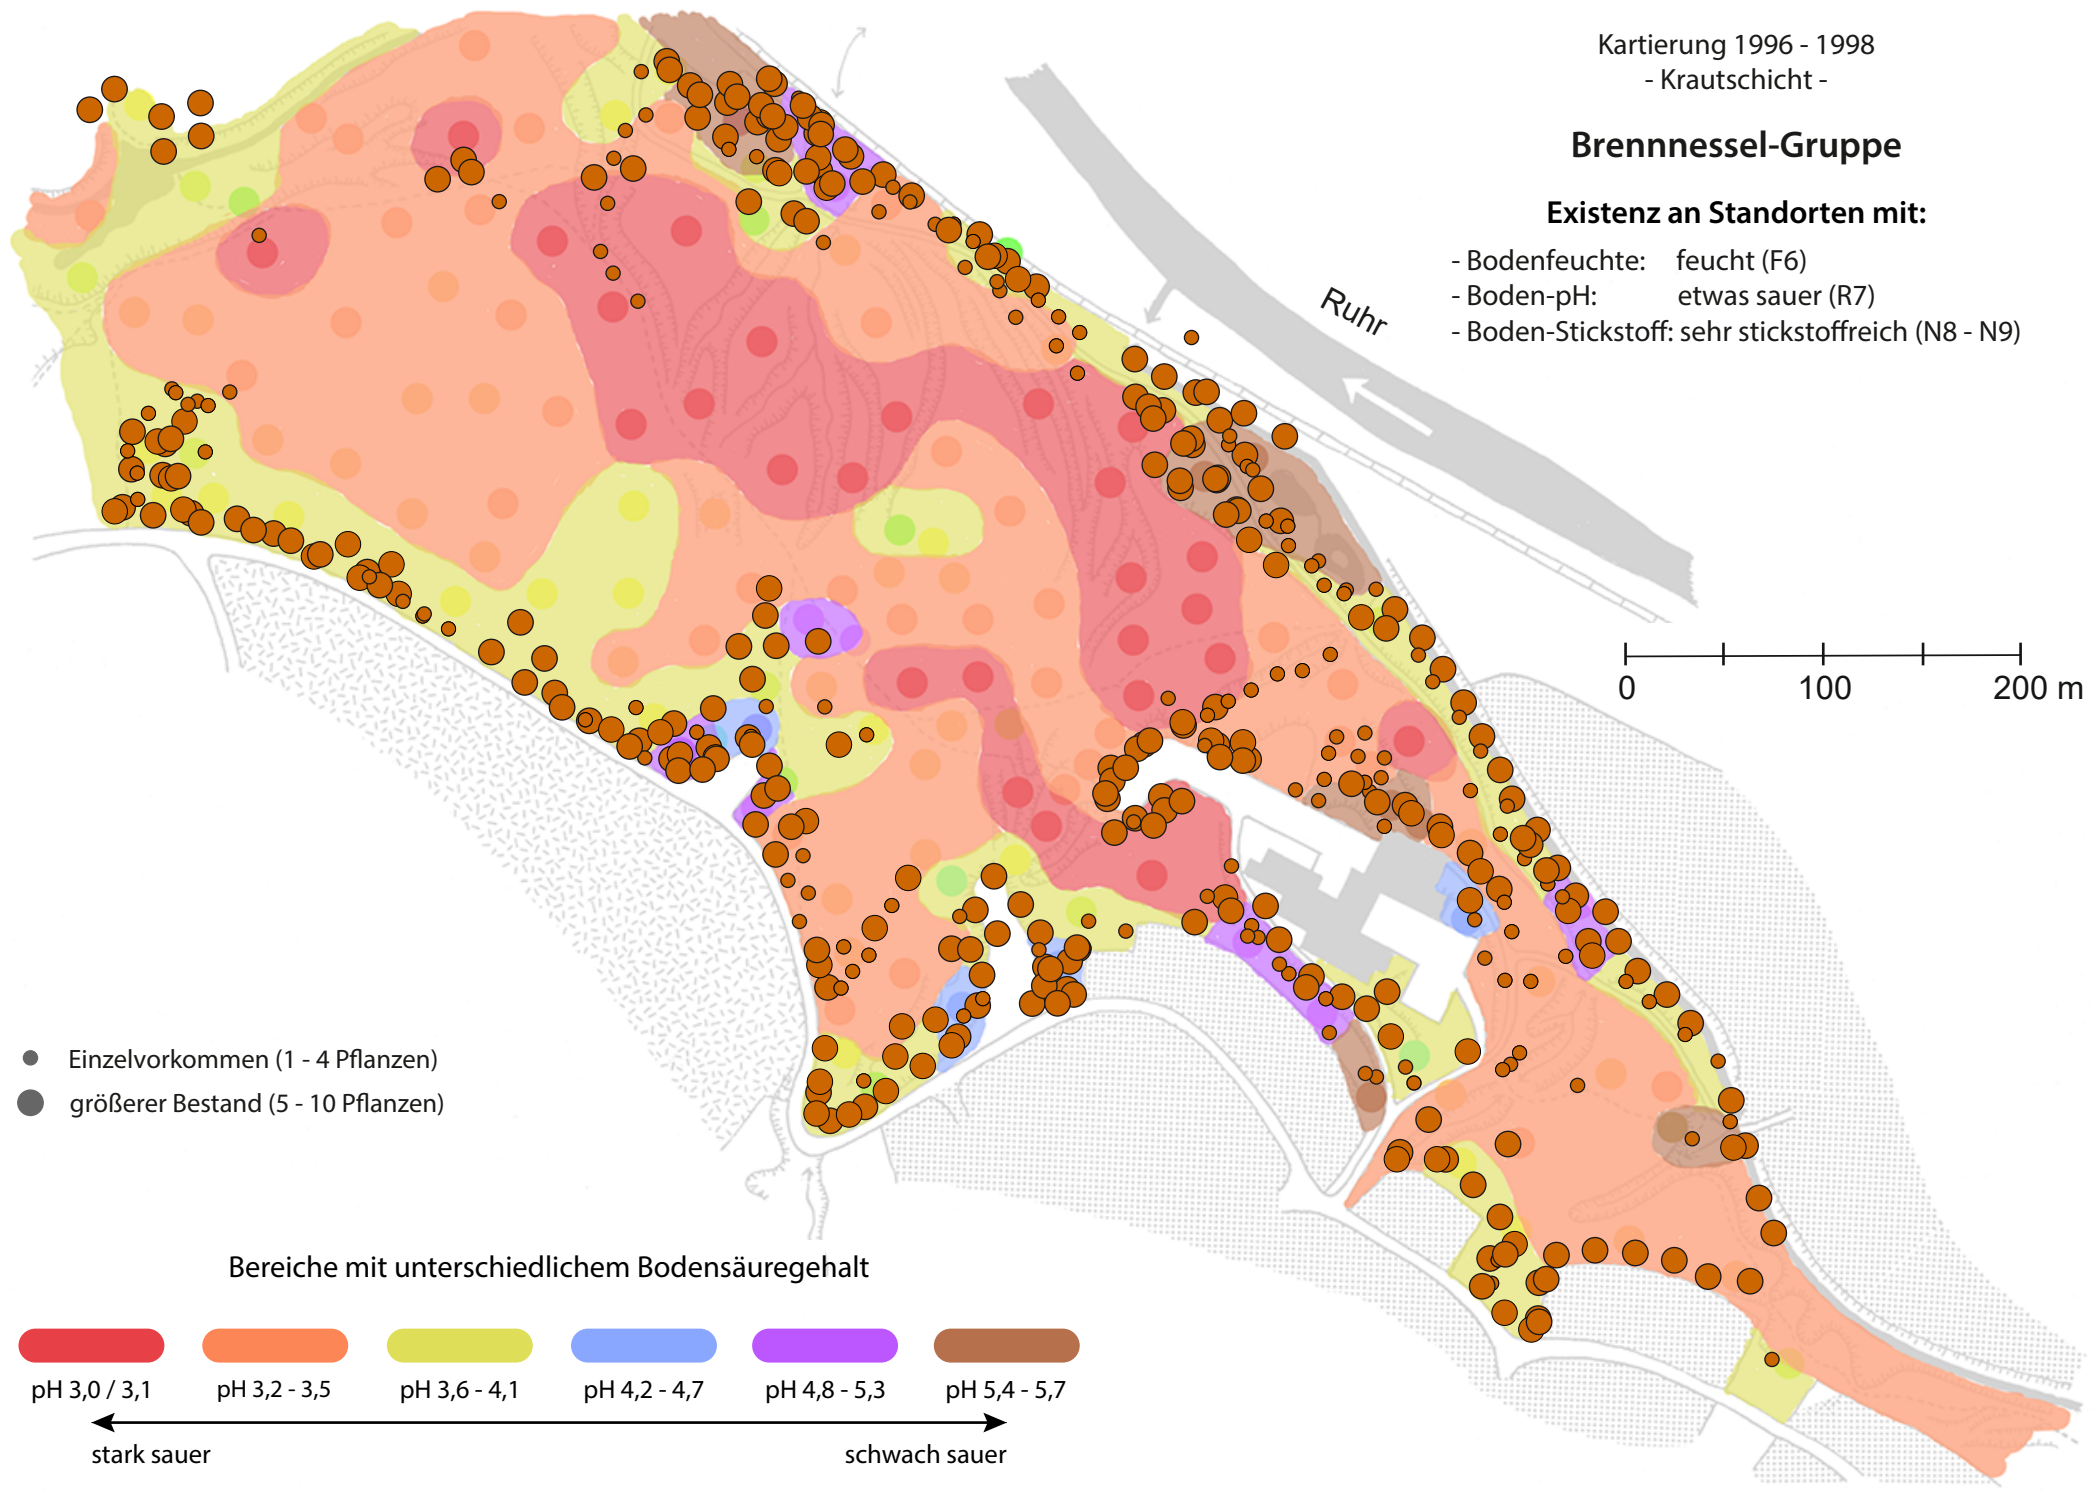 Kartierung 1996 - 1998
- Krautschicht -
Brennnessel-Gruppe
Existenz an Standorten mit:
- Bodenfeuchte: feucht (F6)
- Boden-pH: etwas sauer (R7)
- Boden-Stickstoff: sehr stickstoffreich (N8 - N9)
Ruhr
0 100 200 m
Einzelvorkommen (1 - 4 Pflanzen)
größerer Bestand (5 - 10 Pflanzen)
Bereiche mit unterschiedlichem Bodensäuregehalt
pH 3,0 / 3,1 pH 3,2 - 3,5 pH 3,6 - 4,1 pH 4,2 - 4,7 pH 4,8 - 5,3 pH 5,4 - 5,7
stark sauer schwach sauer